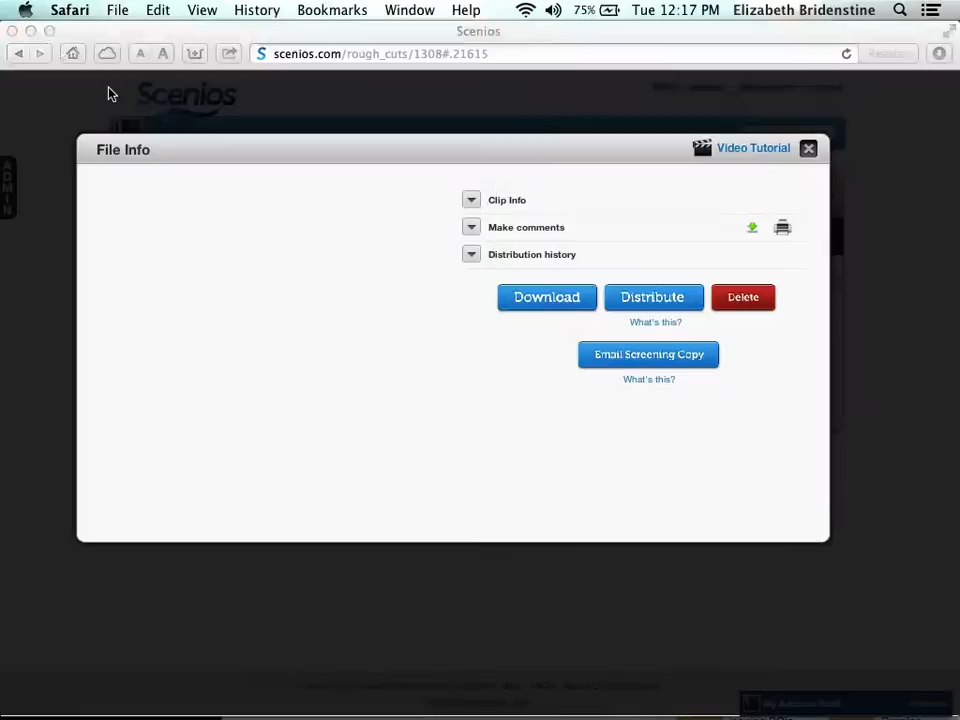 Safari File Edit View History Bookmarks Window Help 75% Tue 12:17 PM Elizabeth Bridenstine
Scenios
A A S scenios.com/rough_cuts/1308#.21615
Scenios
ADMIN
File Info Video Tutorial
Clip Info
Make comments
Distribution history
Download Distribute Delete
What's this?
Email Screening Copy
What's this?